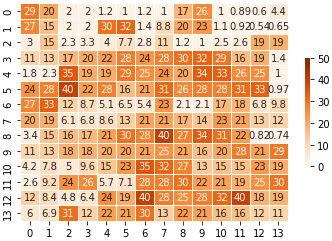 0 29 20 2 2 1.2 1 1.2 1 17 26 1 0.89 0.6 4.4
1 27 15 2 2 30 32 1.4 8.8 20 23 1.1 0.92 0.54 0.65
2 3 15 2.3 3.3 4 7.7 2.8 11 1.2 1 2.5 2.6 19 19
3 11 13 17 20 22 28 24 28 30 32 29 16 19 1.4
4 1.8 2.3 35 19 19 29 25 24 20 34 33 26 25 1
5 24 28 40 22 28 16 21 31 26 28 28 31 33 0.97
6 27 33 12 8.7 5.1 6.5 5.4 23 2.1 2.1 17 18 6.8 9.8
7 20 19 6.1 6.8 8.6 13 21 21 17 14 23 21 13 12
8 3.4 15 16 17 21 30 28 40 27 34 31 22 0.82 0.74
9 11 13 18 18 20 20 21 25 21 16 20 28 21 29
10 4.2 7.8 5 9.6 15 23 35 32 27 13 15 15 23 19
11 2.6 9.2 24 26 5.7 7.1 28 28 30 22 21 19 25 30
12 12 8.4 4.8 6.4 24 19 40 28 25 28 32 40 18 19
13 6 6.9 31 12 22 21 30 13 22 21 16 16 12 11
0 1 2 3 4 5 6 7 8 9 10 11 12 13
50
40
30
20
10
0